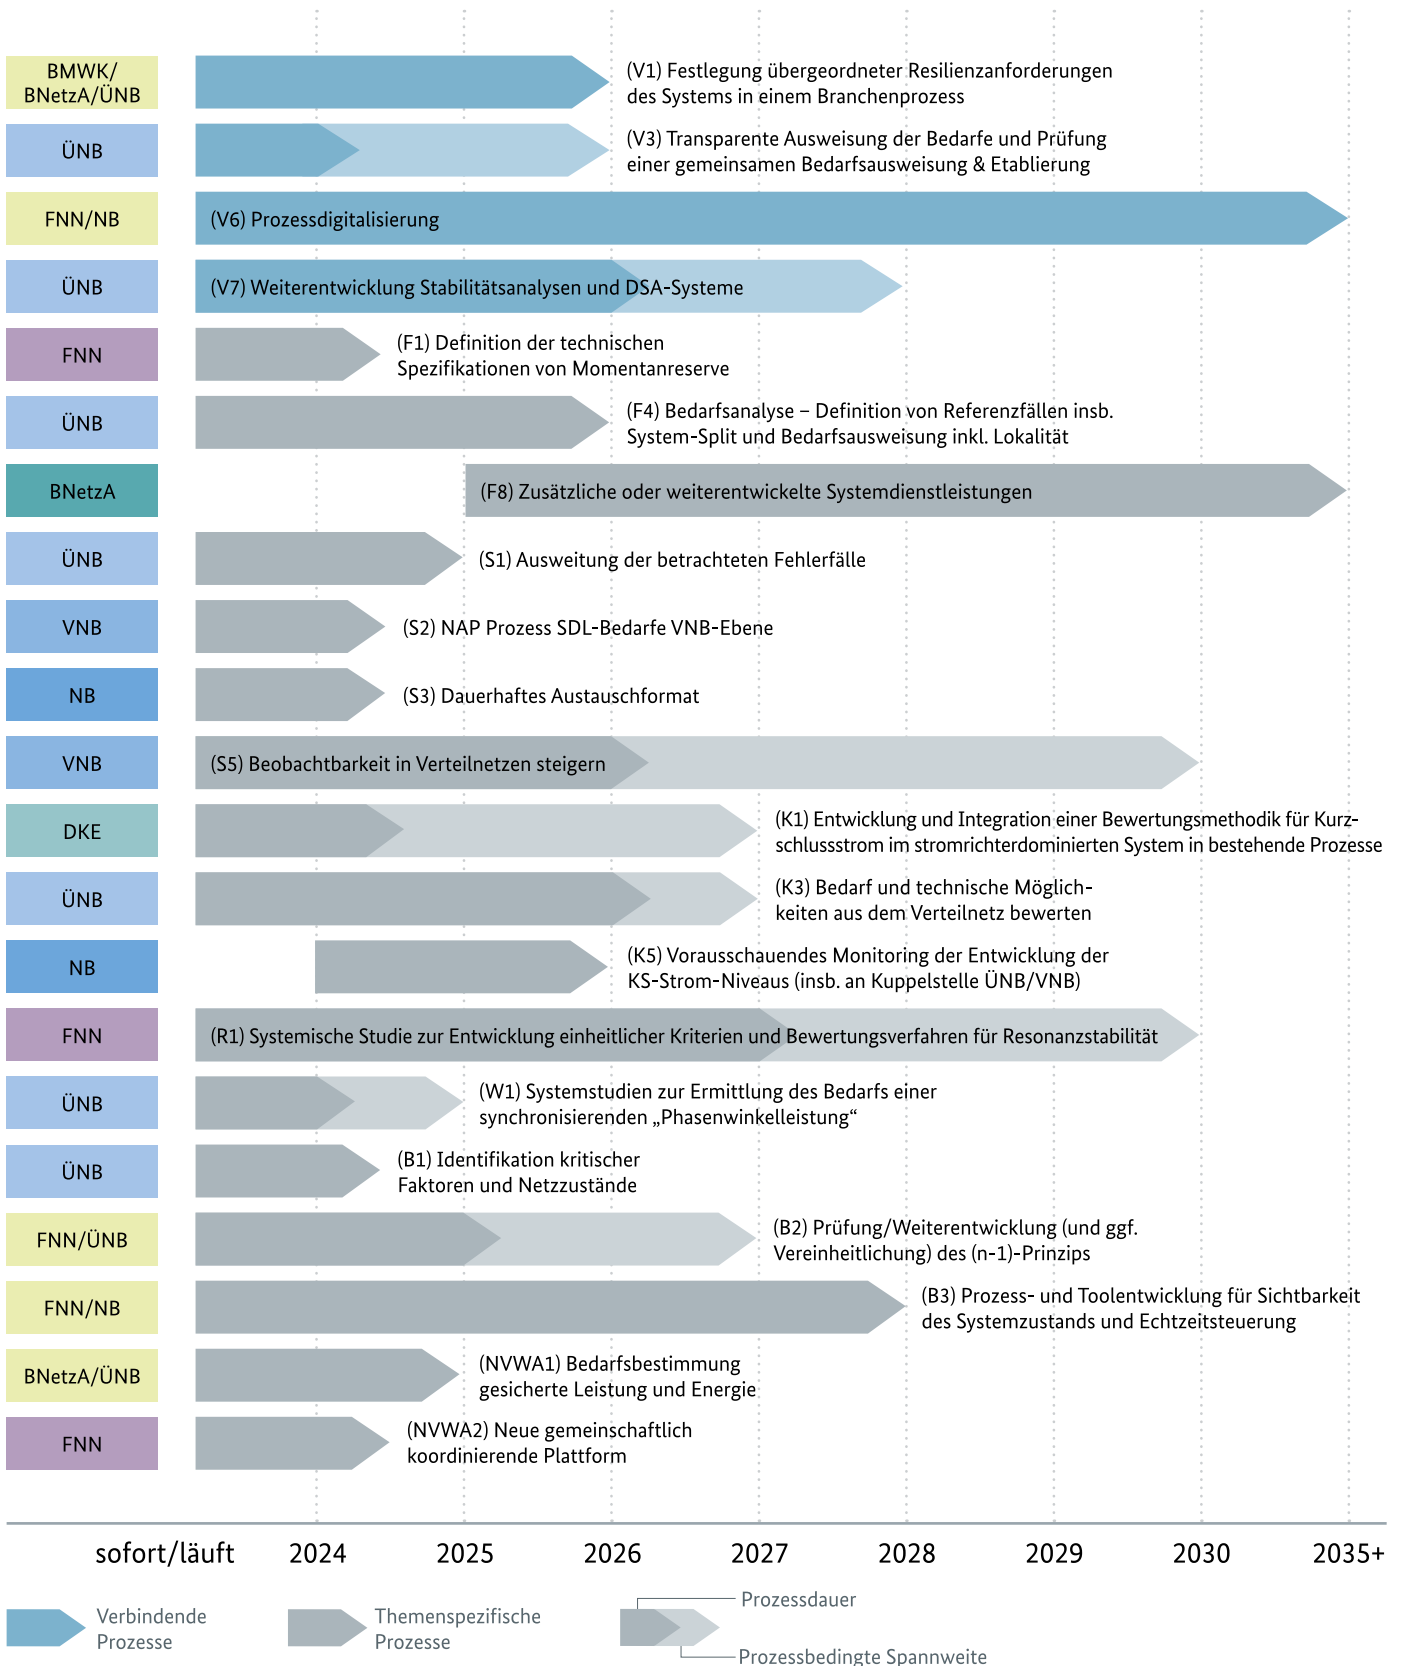 BMWK/
BNetzA/ÜNB
(V1) Festlegung übergeordneter Resilienzanforderungen
des Systems in einem Branchenprozess
ÜNB
(V3) Transparente Ausweisung der Bedarfe und Prüfung
einer gemeinsamen Bedarfsausweisung & Etablierung
FNN/NB
(V6) Prozessdigitalisierung
ÜNB
(V7) Weiterentwicklung Stabilitätsanalysen und DSA-Systeme
FNN
(F1) Definition der technischen
Spezifikationen von Momentanreserve
ÜNB
(F4) Bedarfsanalyse – Definition von Referenzfällen insb.
System-Split und Bedarfsausweisung inkl. Lokalität
BNetzA
(F8) Zusätzliche oder weiterentwickelte Systemdienstleistungen
ÜNB
(S1) Ausweitung der betrachteten Fehlerfälle
VNB
(S2) NAP Prozess SDL-Bedarfe VNB-Ebene
NB
(S3) Dauerhaftes Austauschformat
VNB
(S5) Beobachtbarkeit in Verteilnetzen steigern
DKE
(K1) Entwicklung und Integration einer Bewertungsmethodik für Kurz-
schlussstrom im stromrichterdominierten System in bestehende Prozesse
ÜNB
(K3) Bedarf und technische Möglich-
keiten aus dem Verteilnetz bewerten
NB
(K5) Vorausschauendes Monitoring der Entwicklung der
KS-Strom-Niveaus (insb. an Kuppelstelle ÜNB/VNB)
FNN
(R1) Systemische Studie zur Entwicklung einheitlicher Kriterien und Bewertungsverfahren für Resonanzstabilität
ÜNB
(W1) Systemstudien zur Ermittlung des Bedarfs einer
synchronisierenden „Phasenwinkelleistung“
ÜNB
(B1) Identifikation kritischer
Faktoren und Netzzustände
FNN/ÜNB
(B2) Prüfung/Weiterentwicklung (und ggf.
Vereinheitlichung) des (n-1)-Prinzips
FNN/NB
(B3) Prozess- und Toolentwicklung für Sichtbarkeit
des Systemzustands und Echtzeitsteuerung
BNetzA/ÜNB
(NVWA1) Bedarfsbestimmung
gesicherte Leistung und Energie
FNN
(NVWA2) Neue gemeinschaftlich
koordinierende Plattform
sofort/läuft 2024 2025 2026 2027 2028 2029 2030 2035+
Verbindende
Prozesse
Themenspezifische
Prozesse
Prozessdauer
Prozessbedingte Spannweite